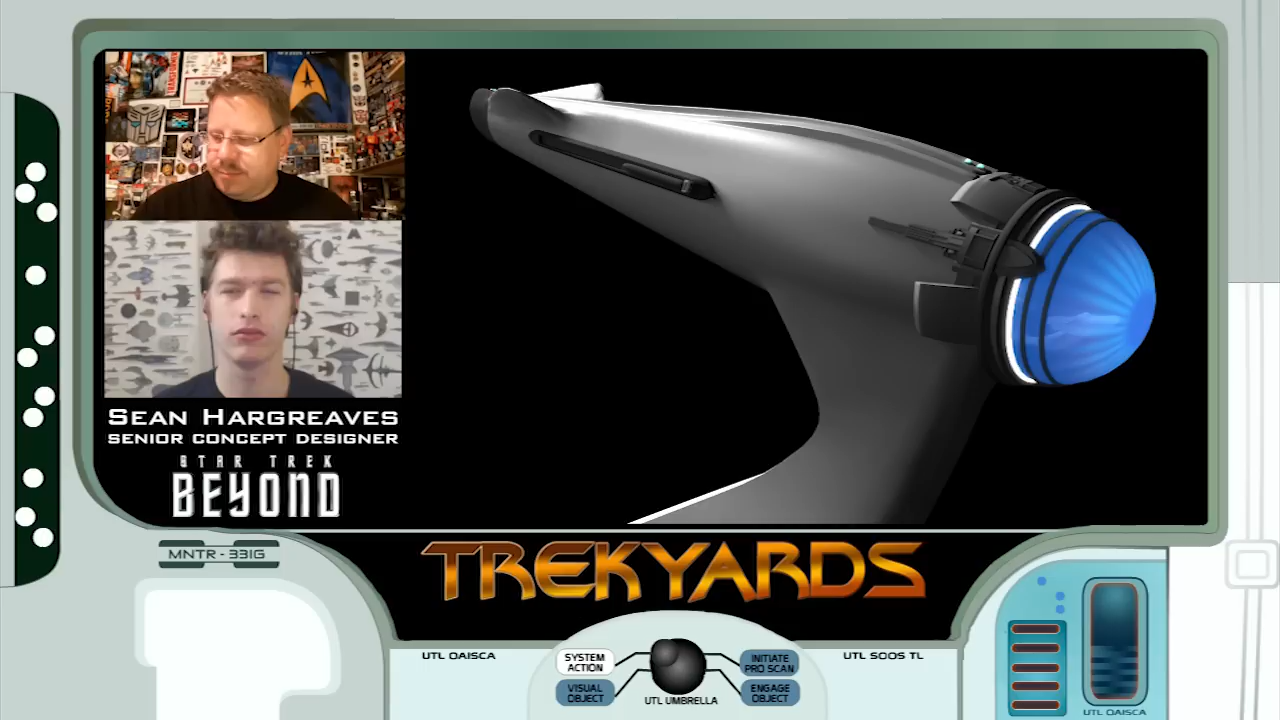 TRANSFORM
SEAN HARGREAVES
SENIOR CONCEPT DESIGNER
STAR TREK
BEYOND
MNTR - 331G
TREKYARDS
UTL OAISCA
SYSTEM
ACTION
VISUAL
OBJECT
UTL UMBRELLA
INITIATE
PRO SCAN
ENGAGE
OBJECT
UTL SOOS TL
UTL OAISCA